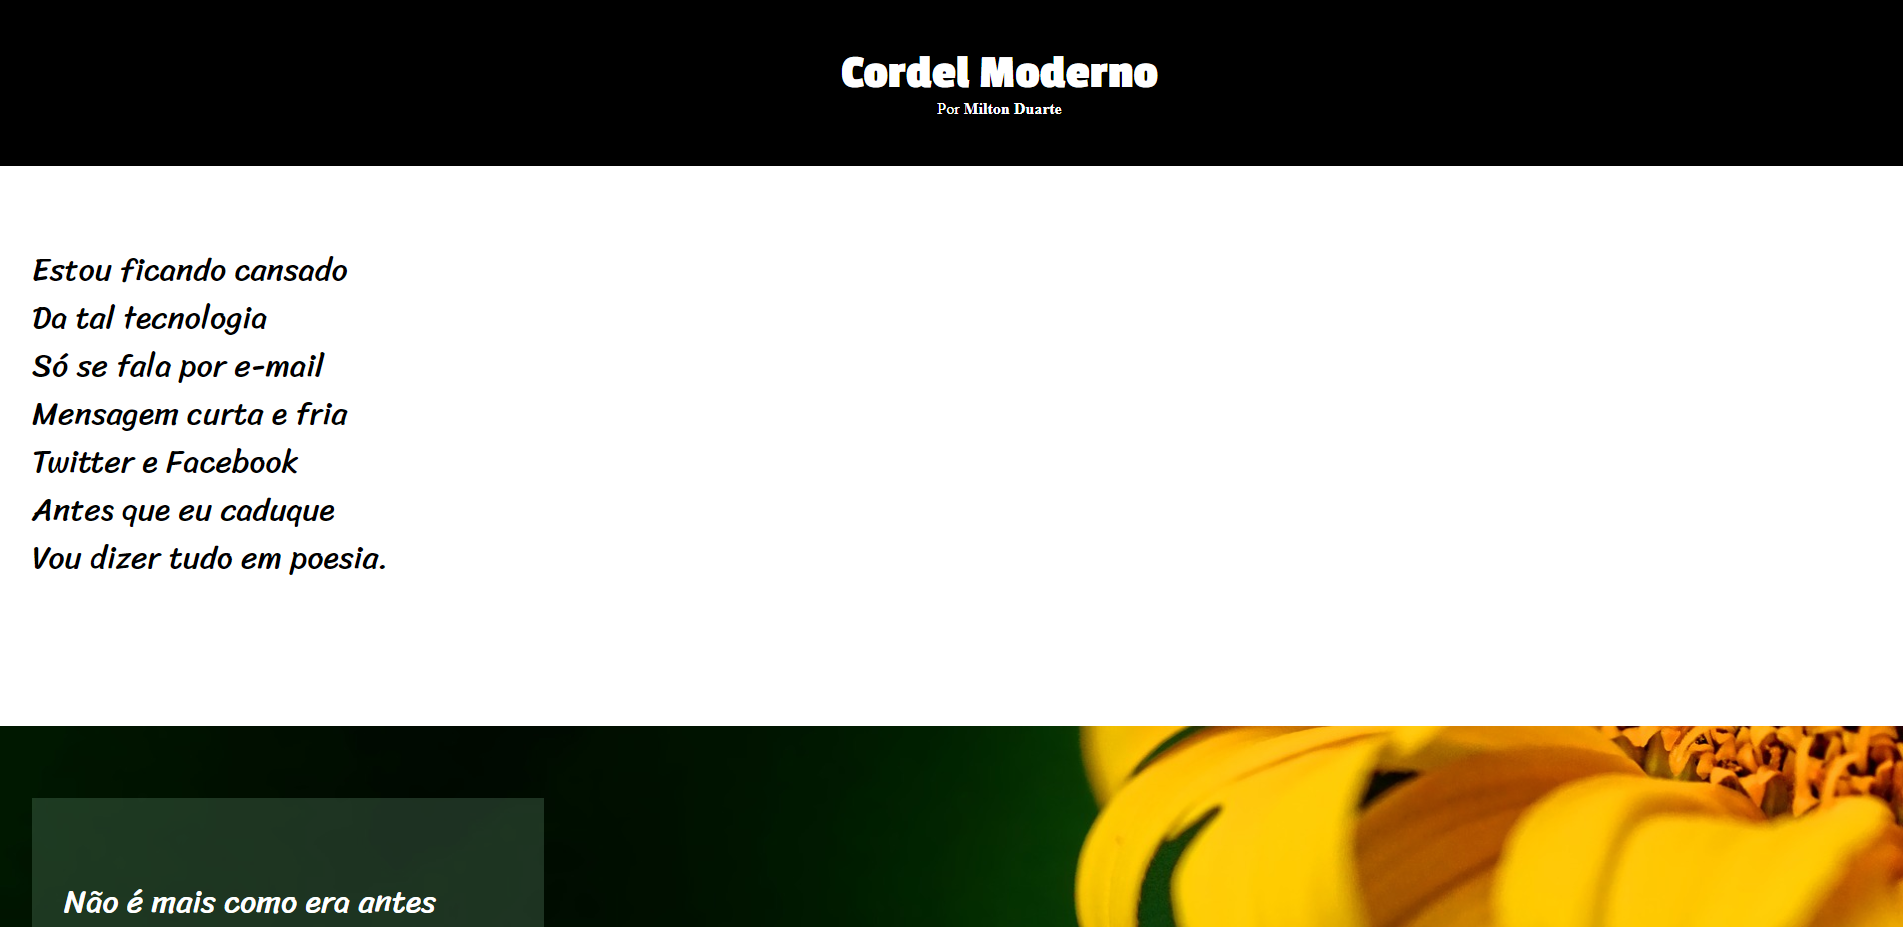 Cordel Moderno
Por Milton Duarte
Estou ficando cansado
Da tal tecnologia
Só se fala por e-mail
Mensagem curta e fria
Twitter e Facebook
Antes que eu caduque
Vou dizer tudo em poesia.
Não é mais como era antes